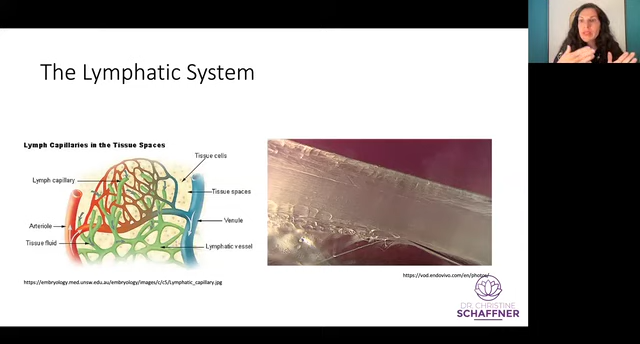 The Lymphatic System
Lymph Capillaries in the Tissue Spaces
Tissue cells
Lymph capillary
Tissue spaces
Arteriole
Venule
Tissue fluid
Lymphatic vessel
https://embryology.med.unsw.edu.au/embryology/images/c/c5/Lymphatic_capillary.jpg
https://vod.endovivo.com/en/photos/
DR. CHRISTINE
SCHAFFNER